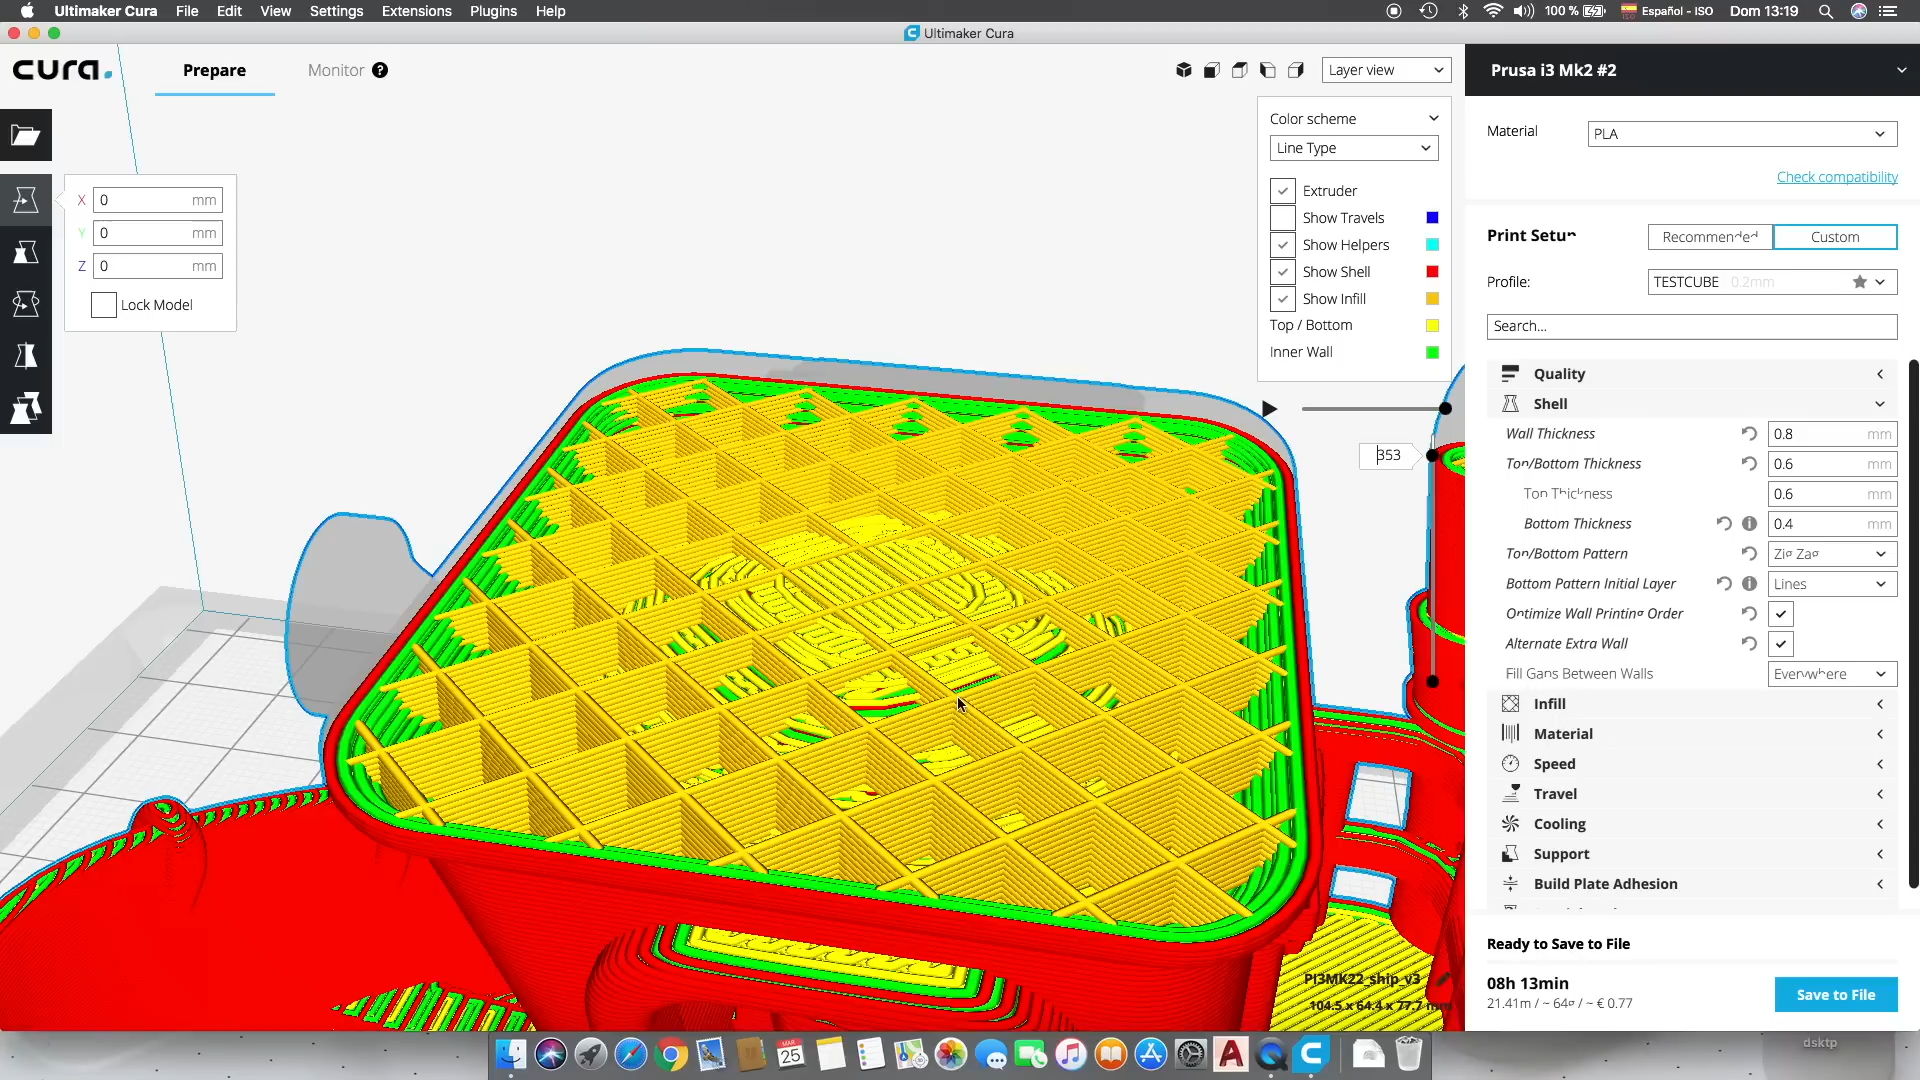 Ultimaker Cura File Edit View Settings Extensions Plugins Help 100 % Español - ISO Dom 13:19
Ultimaker Cura
cura.
Prepare
Monitor ?
Layer view
Prusa i3 Mk2 #2
Color scheme
Line Type
Extruder
Show Travels
Show Helpers
Show Shell
Show Infill
Top / Bottom
Inner Wall
X 0 mm
Y 0 mm
Z 0 mm
Lock Model
353
Material PLA
Check compatibility
Print Setup Recommended Custom
Profile: TESTCUBE 0.2mm
Search...
Quality
Shell
Wall Thickness 0.8 mm
Top/Bottom Thickness 0.6 mm
Top Thickness 0.6 mm
Bottom Thickness 0.4 mm
Top/Bottom Pattern Zig Zag
Bottom Pattern Initial Layer Lines
Optimize Wall Printing Order
Alternate Extra Wall
Fill Gaps Between Walls Everywhere
Infill
Material
Speed
Travel
Cooling
Support
Build Plate Adhesion
Ready to Save to File
08h 13min
21.41m / ~ 64g / ~ € 0.77
Save to File
PI3MK22_ship_v3
104.5 x 64.4 x 77.7 mm
MAR
25
dsktp